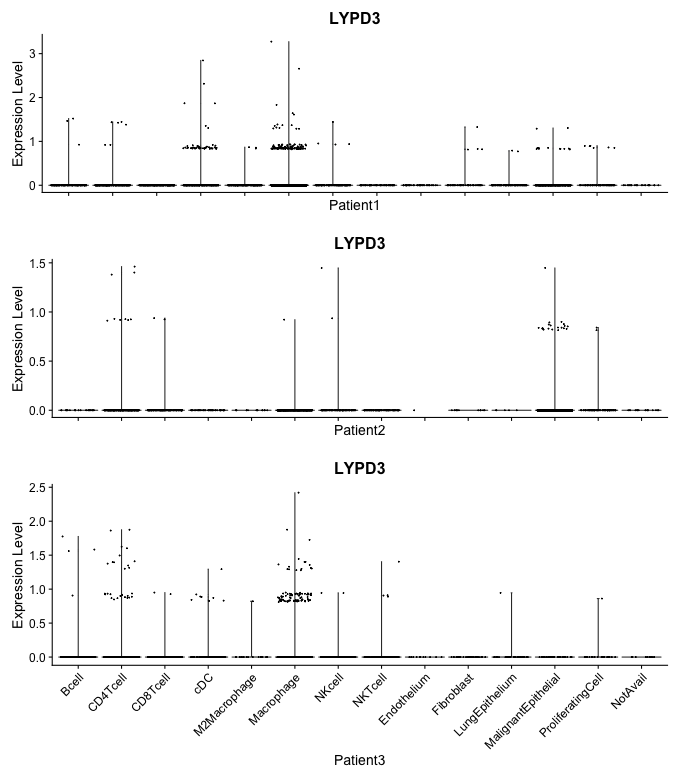 LYPD3
Expression Level
3
2
1
0
Patient1
LYPD3
Expression Level
1.5
1.0
0.5
0.0
Patient2
LYPD3
Expression Level
2.5
2.0
1.5
1.0
0.5
0.0
Bcell
CD4Tcell
CD8Tcell
cDC
M2Macrophage
Macrophage
NKcell
NKTcell
Endothelium
Fibroblast
LungEpithelium
MalignantEpithelial
ProliferatingCell
NotAvail
Patient3